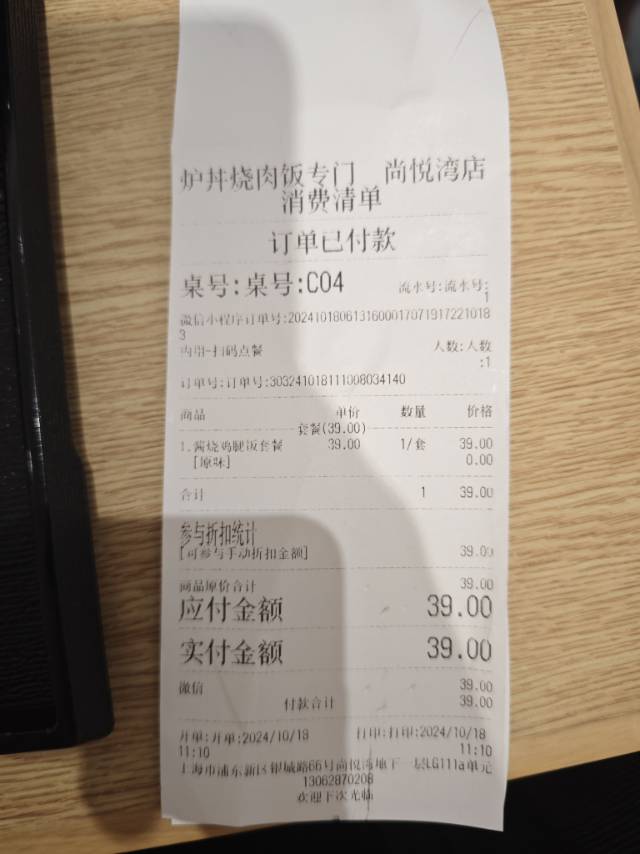 炉丼烧肉饭专门 尚悦湾店
消费清单
订单已付款
桌号:桌号:C04 流水号:流水号:
1
微信小程序订单号:2024101806131600017071917221018
3
内用-扫码点餐 人数:人数
:1
订单号:订单号:303241018111008034140
商品 单价 数量 价格
套餐(39.00)
1.酱烧鸡腿饭套餐 39.00 1/套 39.00
[原味] 0.00
合计 1 39.00
参与折扣统计
[可参与手动折扣金额] 39.00
商品原价合计 39.00
应付金额 39.00
实付金额 39.00
微信 39.00
付款合计 39.00
开单:开单:2024/10/18 打印:打印:2024/10/18
11:10 11:10
上海市浦东新区银城路66号尚悦湾地下一层LG111a单元
13062870208
欢迎下次光临